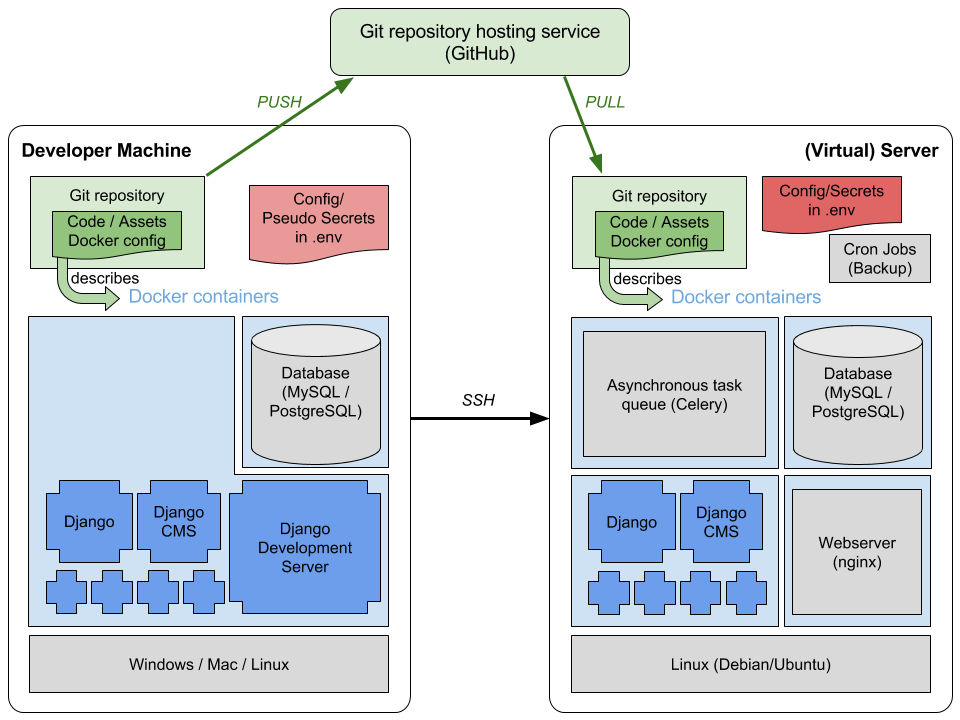 Git repository hosting service
(GitHub)
PUSH
PULL
Developer Machine
Git repository
Code / Assets
Docker config
Config/
Pseudo Secrets
in .env
describes
Docker containers
Database
(MySQL /
PostgreSQL)
Django
Django
CMS
Django
Development
Server
Windows / Mac / Linux
SSH
(Virtual) Server
Git repository
Code / Assets
Docker config
Config/Secrets
in .env
Cron Jobs
(Backup)
describes
Docker containers
Asynchronous task
queue (Celery)
Database
(MySQL /
PostgreSQL)
Django
Django
CMS
Webserver
(nginx)
Linux (Debian/Ubuntu)